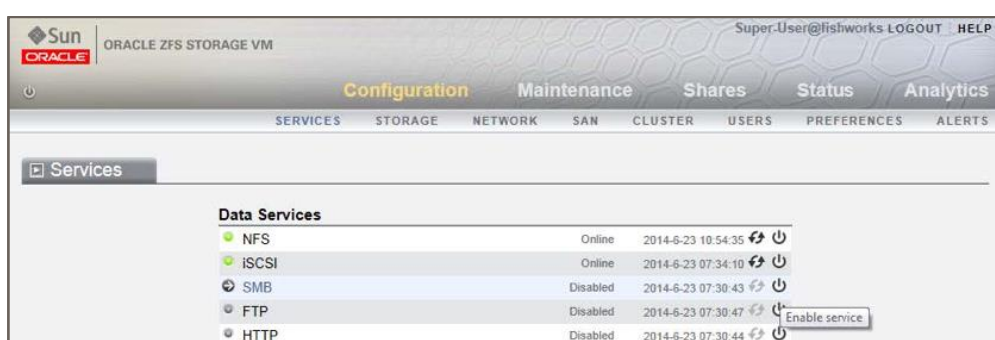 Sun
ORACLE
ORACLE ZFS STORAGE VM
Super-User@fishworks LOGOUT HELP
Configuration Maintenance Shares Status Analytics
SERVICES STORAGE NETWORK SAN CLUSTER USERS PREFERENCES ALERTS
Services
Data Services
NFS Online 2014-6-23 10:54:35
iSCSI Online 2014-6-23 07:34:10
SMB Disabled 2014-6-23 07:30:43
FTP Disabled 2014-6-23 07:30:47
Enable service
HTTP Disabled 2014-6-23 07:30:44